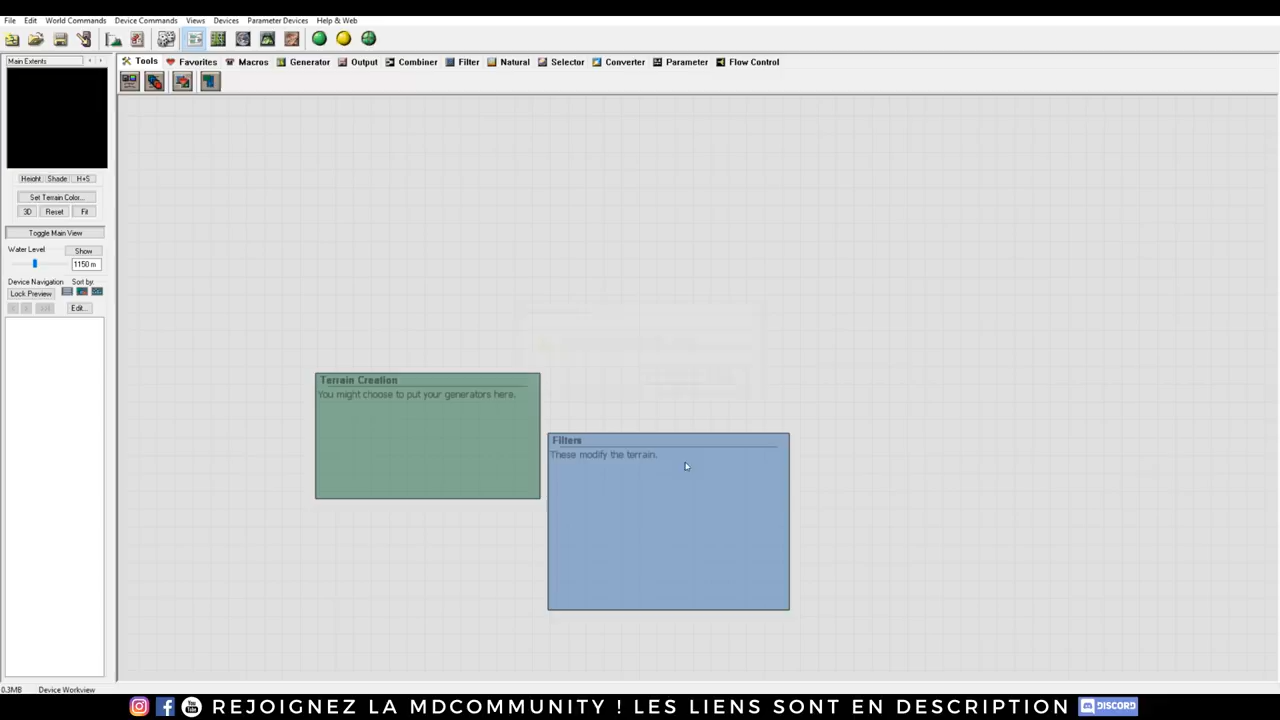 File Edit World Commands Device Commands Views Devices Parameter Devices Help & Web
Main Extents
Tools Favorites Macros Generator Output Combiner Filter Natural Selector Converter Parameter Flow Control
Height Shade H+S
Set Terrain Color...
3D Reset Fit
Toggle Main View
Water Level Show
1150 m
Device Navigation Sort by:
Lock Preview
Edit...
Terrain Creation
You might choose to put your generators here.
Filters
These modify the terrain.
0.3MB Device Workview
REJOIGNEZ LA MDCOMMUNITY ! LES LIENS SONT EN DESCRIPTION DISCORD